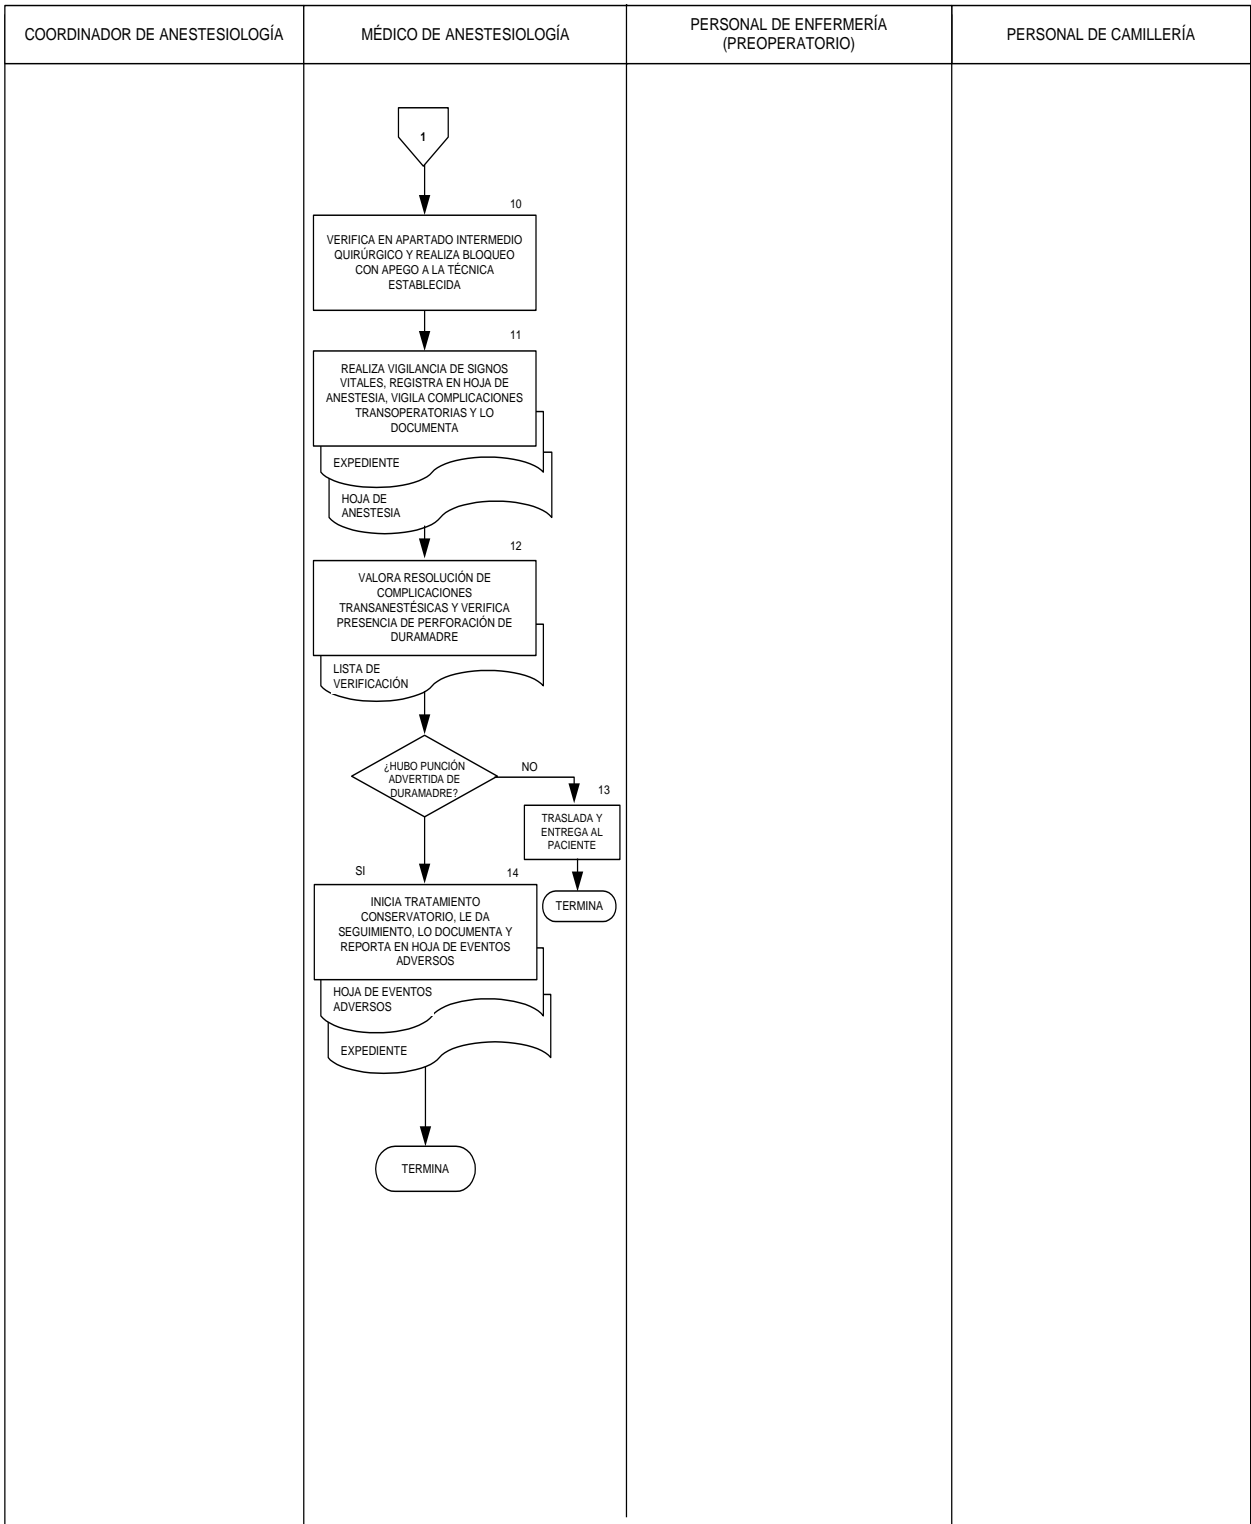 COORDINADOR DE ANESTESIOLOGÍA
MÉDICO DE ANESTESIOLOGÍA
PERSONAL DE ENFERMERÍA
(PREOPERATORIO)
PERSONAL DE CAMILLERÍA
1
10
VERIFICA EN APARTADO INTERMEDIO
QUIRÚRGICO Y REALIZA BLOQUEO
CON APEGO A LA TÉCNICA
ESTABLECIDA
11
REALIZA VIGILANCIA DE SIGNOS
VITALES, REGISTRA EN HOJA DE
ANESTESIA, VIGILA COMPLICACIONES
TRANSOPERATORIAS Y LO
DOCUMENTA
EXPEDIENTE
HOJA DE
ANESTESIA
12
VALORA RESOLUCIÓN DE
COMPLICACIONES
TRANSANESTÉSICAS Y VERIFICA
PRESENCIA DE PERFORACIÓN DE
DURAMADRE
LISTA DE
VERIFICACIÓN
¿HUBO PUNCIÓN
ADVERTIDA DE
DURAMADRE?
NO
13
TRASLADA Y
ENTREGA AL
PACIENTE
TERMINA
SI
14
INICIA TRATAMIENTO
CONSERVATORIO, LE DA
SEGUIMIENTO, LO DOCUMENTA Y
REPORTA EN HOJA DE EVENTOS
ADVERSOS
HOJA DE EVENTOS
ADVERSOS
EXPEDIENTE
TERMINA